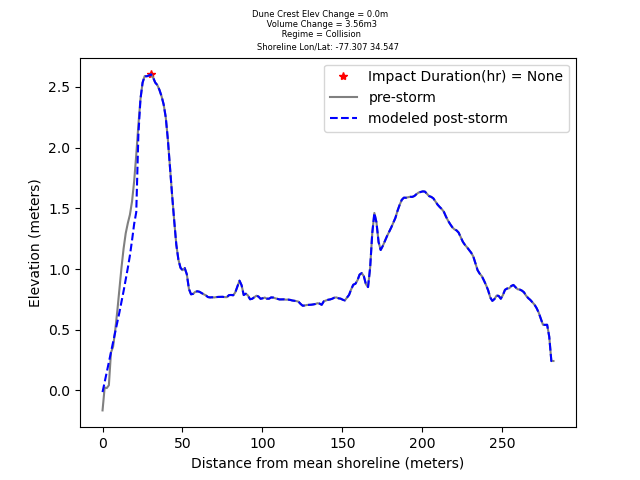 Dune Crest Elev Change = 0.0m
Volume Change = 3.56m3
Regime = Collision
Shoreline Lon/Lat: -77.307 34.547
Impact Duration(hr) = None
pre-storm
modeled post-storm
Elevation (meters)
2.5
2.0
1.5
1.0
0.5
0.0
0 50 100 150 200 250
Distance from mean shoreline (meters)